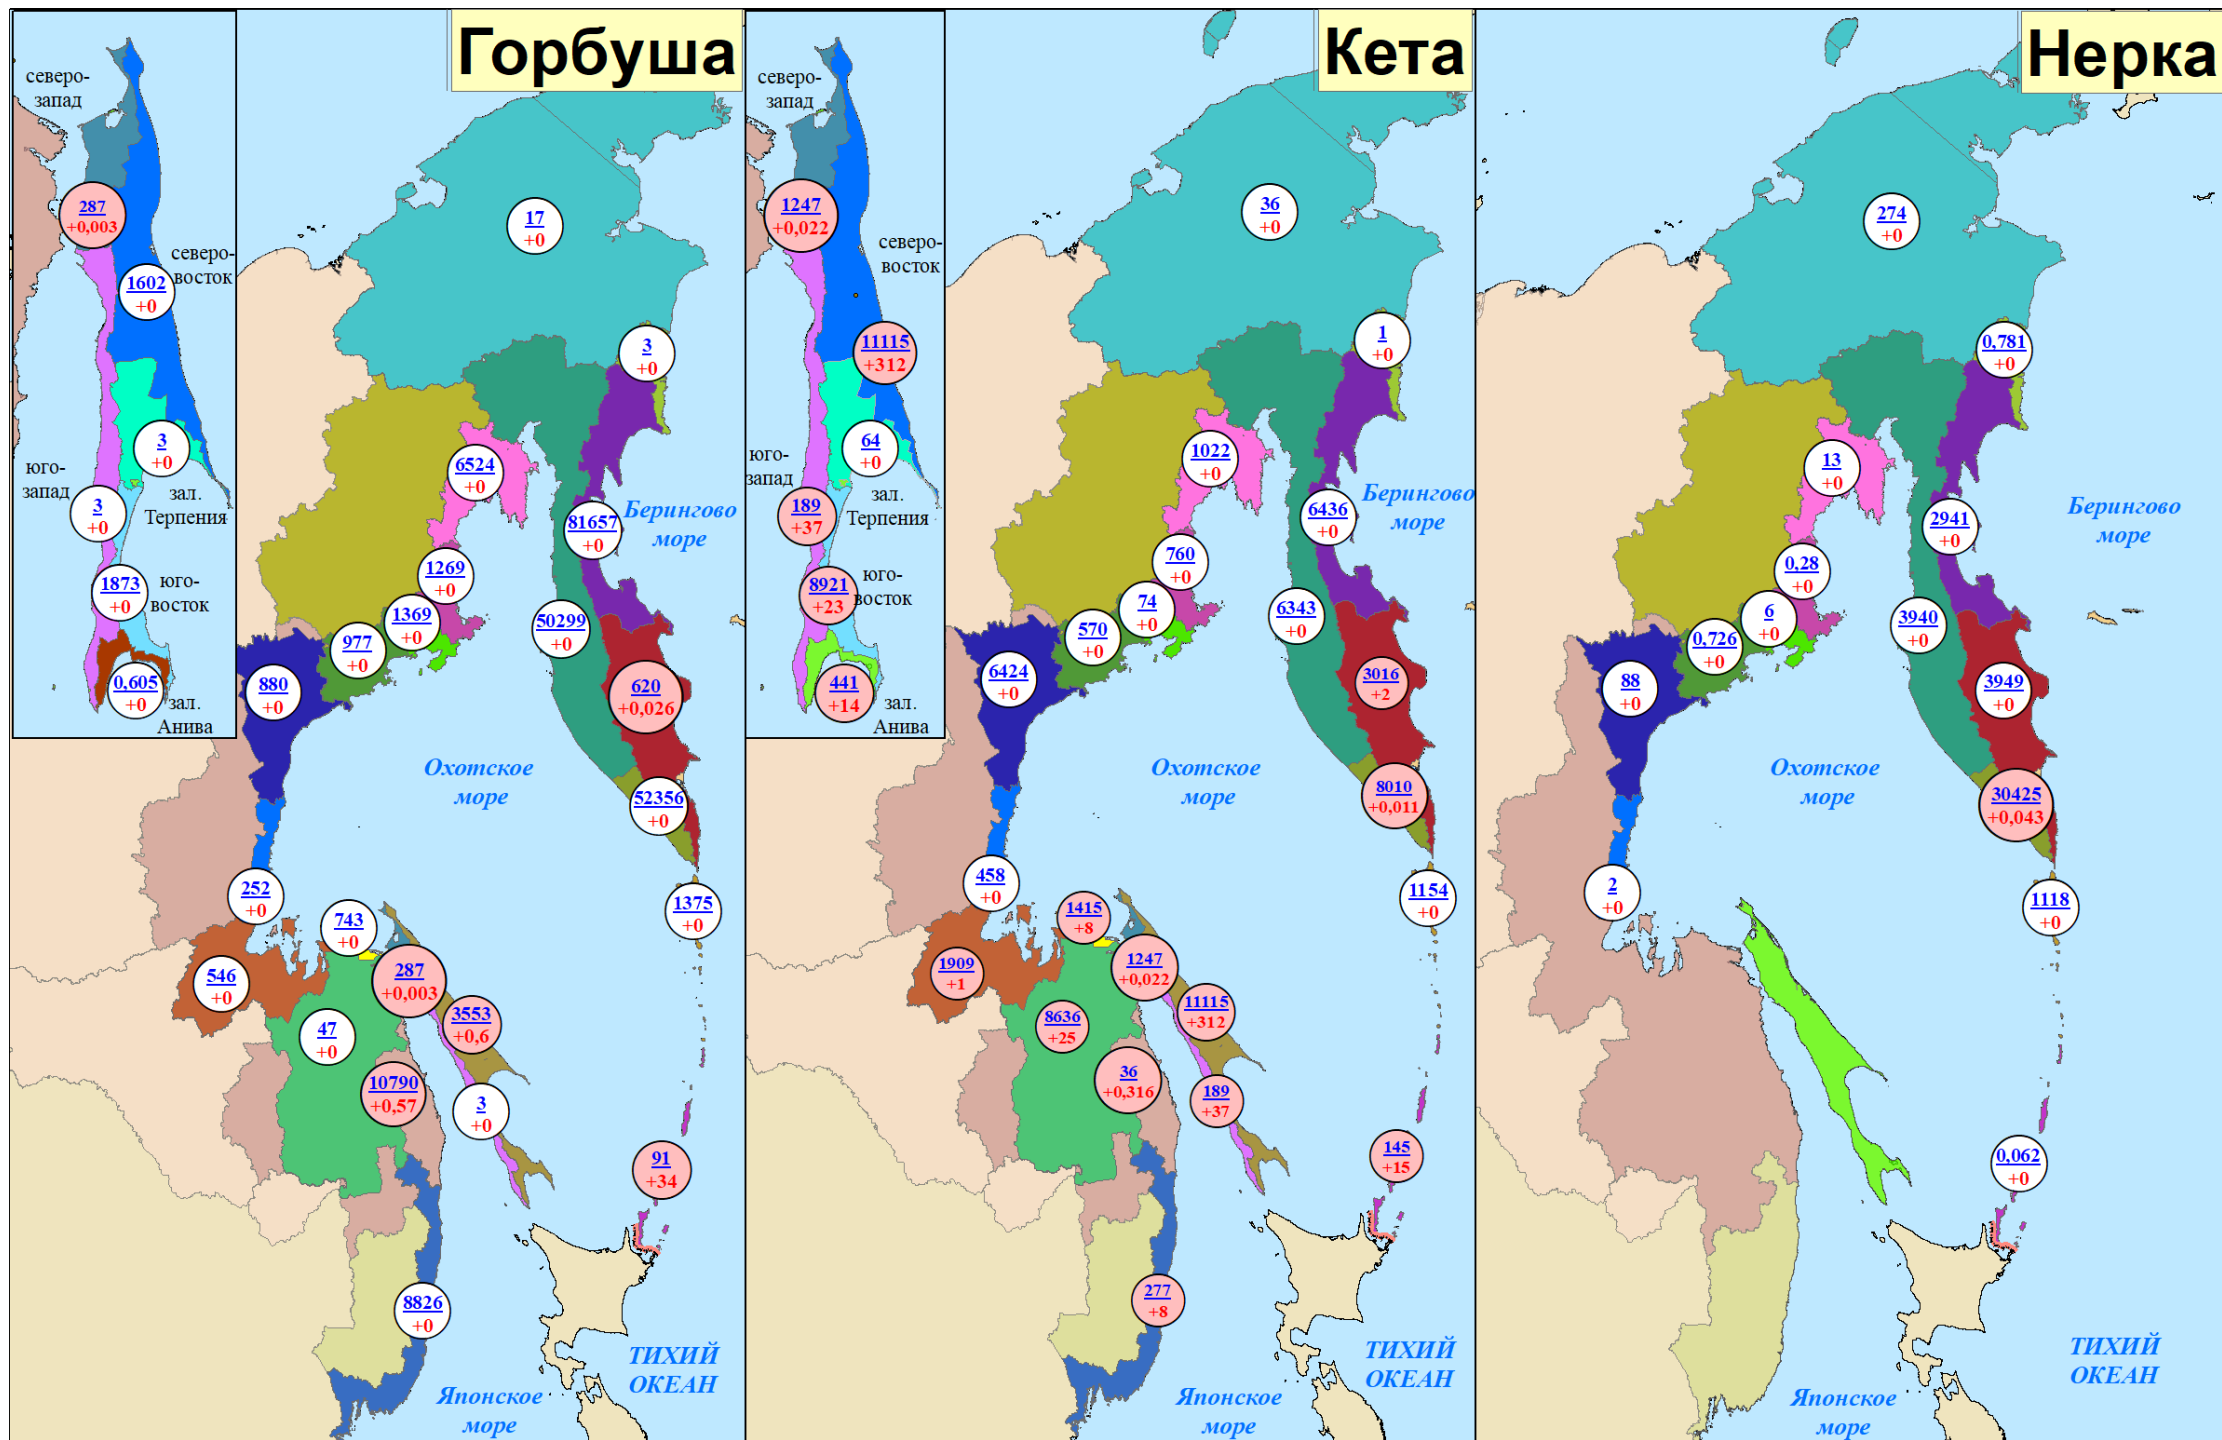 Горбуша
северо-
запад
287
+0,003
северо-
восток
1602
+0
3
+0
юго-
запад
зал.
Терпения
3
+0
1873
+0
юго-
восток
0,605
+0
зал.
Анива
17
+0
3
+0
6524
+0
81657
+0
Берингово
море
1269
+0
1369
+0
50299
+0
977
+0
880
+0
620
+0,026
Охотское
море
52356
+0
252
+0
743
+0
1375
+0
546
+0
287
+0,003
47
+0
3553
+0,6
10790
+0,57
3
+0
91
+34
8826
+0
ТИХИЙ
ОКЕАН
Японское
море
Кета
северо-
запад
1247
+0,022
северо-
восток
11115
+312
64
+0
юго-
запад
189
+37
зал.
Терпения
8921
+23
юго-
восток
441
+14
зал.
Анива
36
+0
1
+0
1022
+0
6436
+0
Берингово
море
760
+0
74
+0
6343
+0
570
+0
6424
+0
3016
+2
Охотское
море
8010
+0,011
458
+0
1415
+8
1154
+0
1909
+1
1247
+0,022
8636
+25
11115
+312
36
+0,316
189
+37
145
+15
277
+8
ТИХИЙ
ОКЕАН
Японское
море
Нерка
274
+0
0,781
+0
13
+0
2941
+0
Берингово
море
0,28
+0
6
+0
3940
+0
0,726
+0
88
+0
3949
+0
Охотское
море
30425
+0,043
2
+0
1118
+0
0,062
+0
ТИХИЙ
ОКЕАН
Японское
море